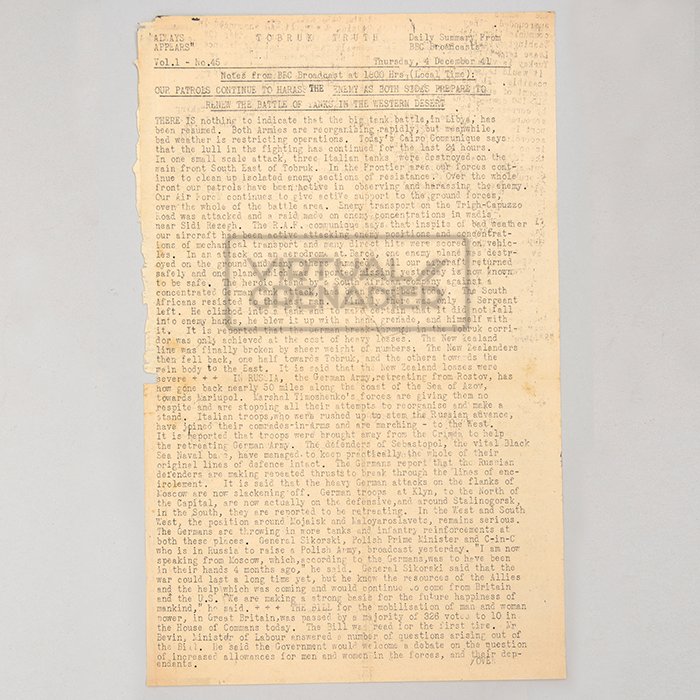 ALWAYS TOBRUK TRUTH Daily Summary From
APPEARS" BBC Broadcasts"
Vol.1 - No.45 Thursday, 4 December 41
Notes from BBC Broadcast at 1800 Hrs.(Local Time):
OUR PATROLS CONTINUE TO HARASS THE ENEMY AS BOTH SIDES PREPARE TO
RENEW THE BATTLE OF TANKS IN THE WESTERN DESERT
THERE IS nothing to indicate that the big tank battle,in Libya, has
been resumed. Both Armies are reorganising rapidly, but meanwhile,
bad weather is restricting operations. Today's Cairo Communique says
that the lull in the fighting has continued for the last 24 hours.
In one small scale attack, three Italian tanks were destroyed on the
main front South East of Tobruk. In the Frontier area our forces cont-
inue to clean up isolated enemy sections of resistance. Over the whole
front our patrols have been active in observing and harassing the enemy.
Our Air Force continues to give active support to the ground forces,
over the whole of the battle area. Enemy transport on the Trigh-Capuzzo
Road was attacked and a raid made on enemy concentrations in wadis
near Sidi Rezegh. The R.A.F. communique says that inspite of bad weather
our aircraft has been active attacking enemy positions and concentrat-
ions of mechanical transport and many direct hits were scored on vehic-
les. In an attack on an at Barce, one enemy plane was destr-
oyed on the ground our aircraft returned
safely and one plane reported yesterday is now known
to be safe. The South against a
concentrated German The South
Africans resisted only a Sergeant
left. He climbed into a tank and to make certain that it did not fall
into enemy hands, he blew it up with a hand grenade, and himself with
it. It is reported that the German break through the Tobruk corri-
dor was only achieved at the cost of heavy losses. The New Zealand
line was finally broken by sheer weight of numbers. The New Zealanders
then fell back, one half towards Tobruk, and the others towards the
main body to the East. It is said that the New Zealand losses were
severe + + + IN RUSSIA, the German Army,retreating from Rostov, has
now gone back nearly 50 miles along the coast of the Sea of Azov,
towards Mariupol. Marshal Timoshenko's forces are giving them no
respite and are stopping all their attempts to reorganise and make a
stand. Italian troops,who were rushed up to stem the Russian advance,
have joined their comrades-in-arms and are marching - to the West.
It is reported that troops were brought away from the Crimea to help
the retreating German Army. The defenders of Sebastopol, the vital Black
Sea Naval base, have managed to keep practically the whole of their
original lines of defence intact. The Germans report that the Russian
defenders are making repeated thrusts to break through the lines of enc-
irclement. It is said that the heavy German attacks on the flanks of
Moscow are now slackening off. German troops at Klyn, to the North of
the Capital, are now actually on the defensive,and around Stalinogorsk,
in the South, they are reported to be retreating. In the West and South
West, the position around Mojaisk and Maloyaroslavets, remains serious.
The Germans are throwing in more tanks and infantry reinforcements at
both these places. General Sikorski, Polish Prime Minister and C-in-C
who is in Russia to raise a Polish Army, broadcast yesterday. "I am now
speaking from Moscow, which,according to the Germans,was to have been
in their hands 4 months ago," he said. General Sikorski said that the
war could last a long time yet, but he knew the resources of the Allies
and the help which was coming and would continue to come from Britain
and the U.S. "We are making a strong basis for the future happiness of
mankind," he said. + + + THE BILL for the mobilisation of man and woman
power, in Great Britain,was passed by a majority of 326 votes to 10 in
the House of Commans today. The Bill was read for the first time. Mr
Bevin, Minister of Labour answered a number of questions arising out of
the Bill. He said the Government would welcome a debate on the question
of increased allowances for men and women in the forces, and their dep-
endants. /OVER
VIRTUAL
GRENADIER